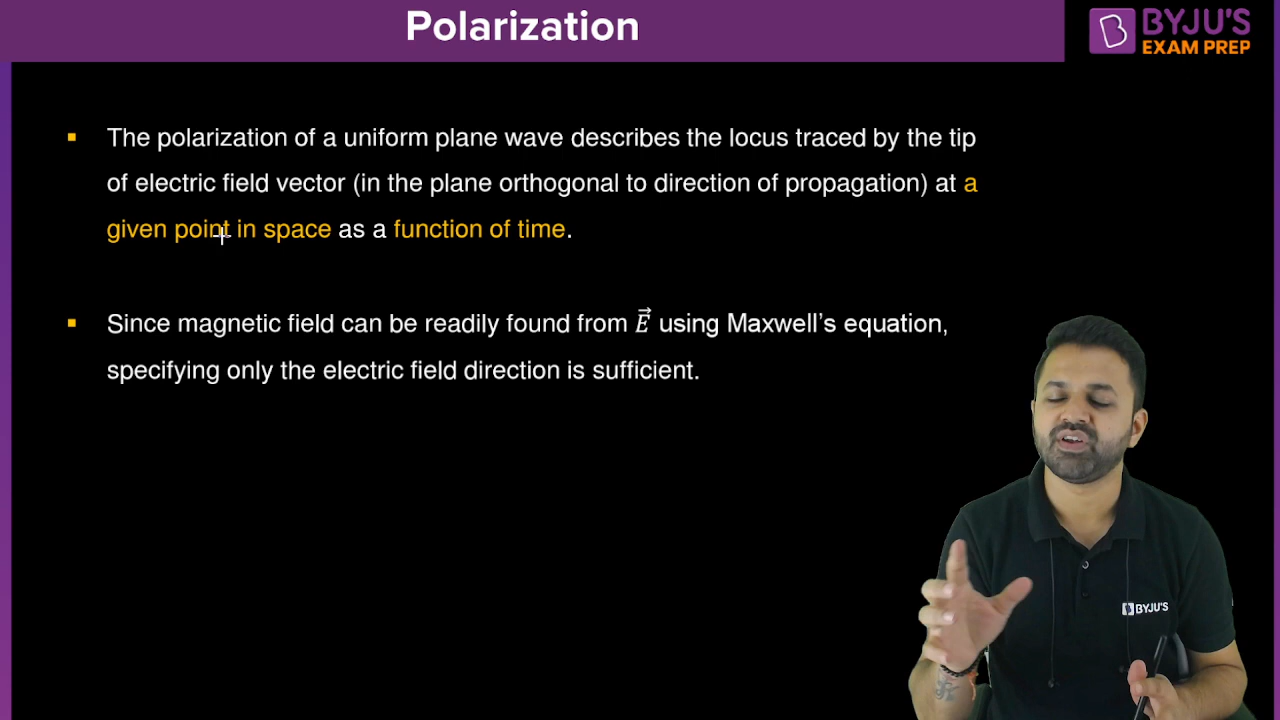 Polarization
BYJU'S
EXAM PREP
The polarization of a uniform plane wave describes the locus traced by the tip
of electric field vector (in the plane orthogonal to direction of propagation) at a
given point in space as a function of time.
Since magnetic field can be readily found from E⃗ using Maxwell’s equation,
specifying only the electric field direction is sufficient.
BYJU'S